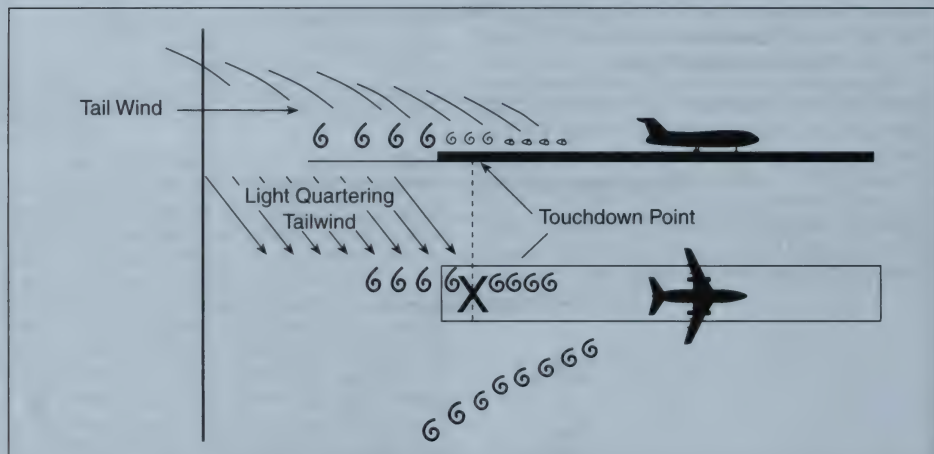 Tail Wind
Light Quartering
Tailwind
Touchdown Point
X